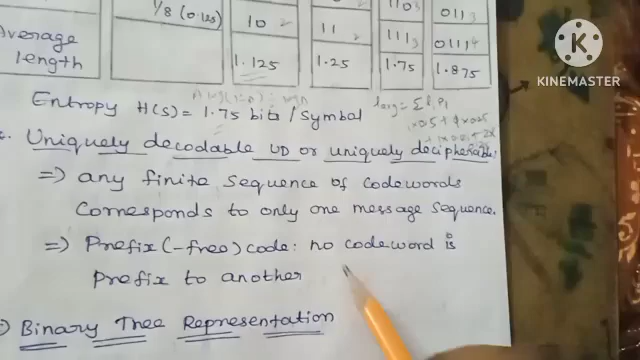 1/8 (0.125) 10 11 110 011
111 0111
Average
length 1.125 1.25 1.75 1.875
KINEMASTER
Entropy H(S) = 1.75 bits / Symbol
Uniquely decodable UD or uniquely decipherable:
=) any finite sequence of codewords
Corresponds to only one message sequence.
=) Prefix (-free) code: no codeword is
Prefix to another
Binary Tree Representation